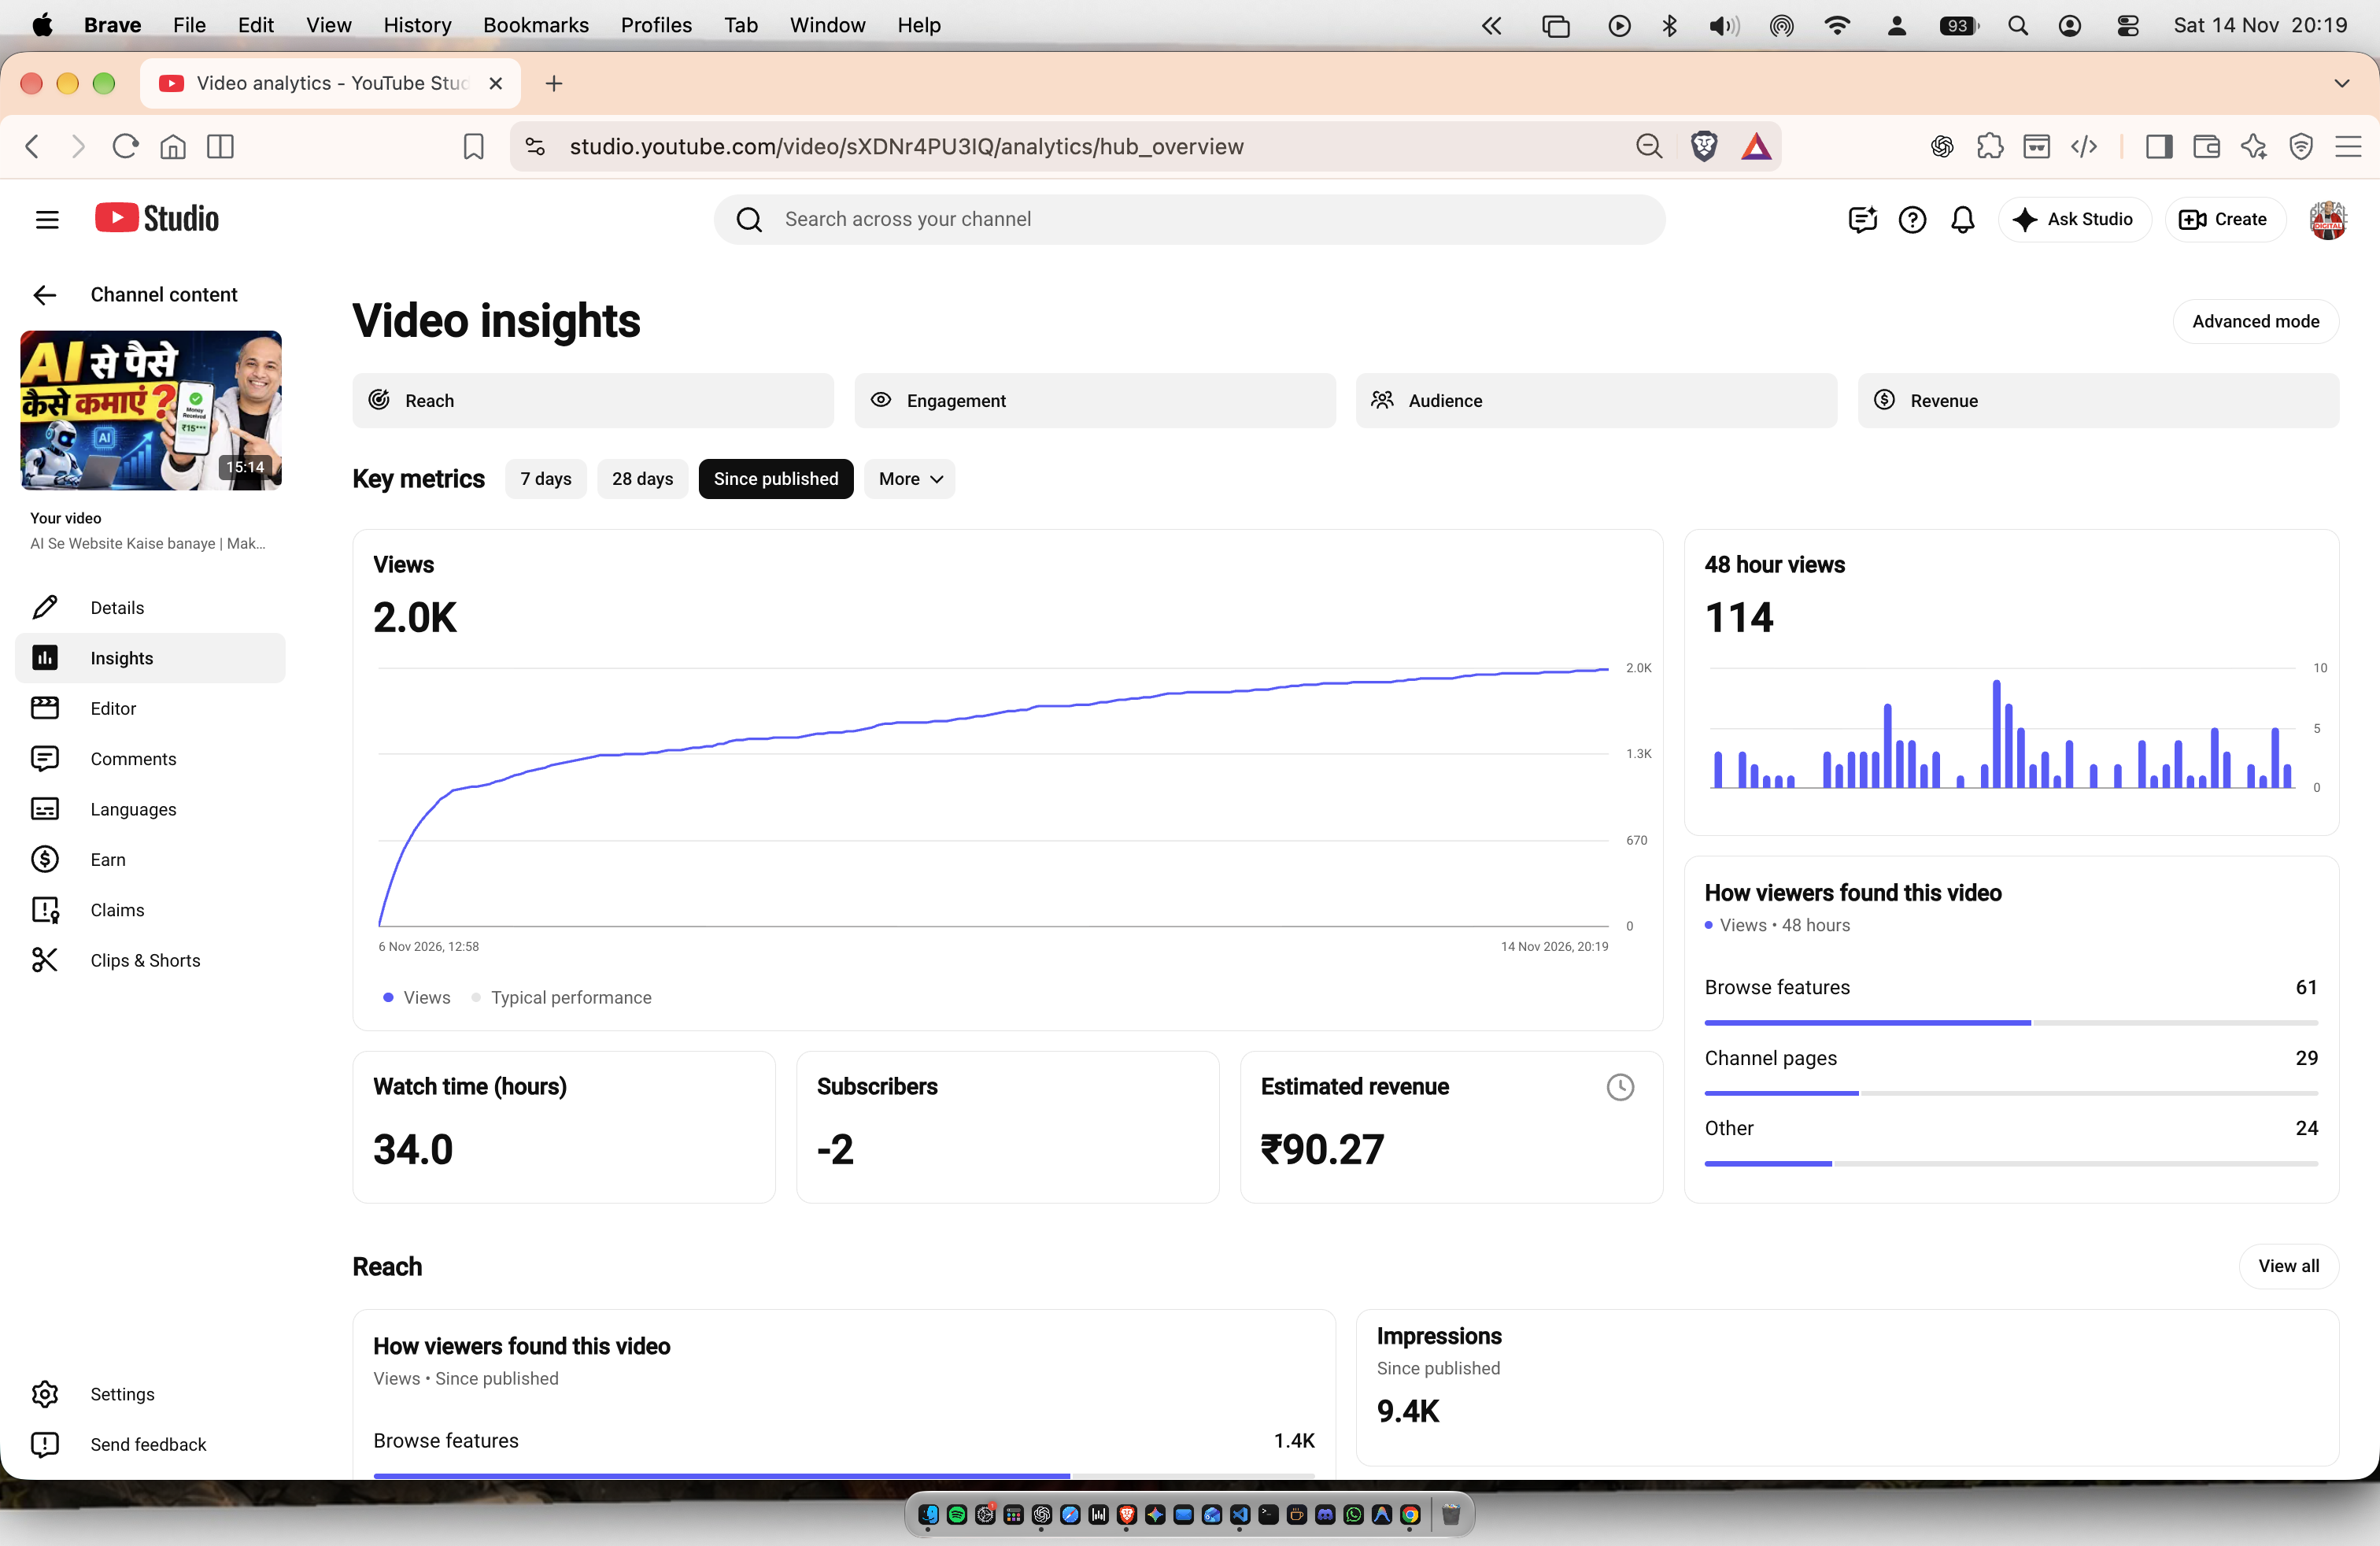 Brave File Edit View History Bookmarks Profiles Tab Window Help
93
Sat 14 Nov 20:19
Video analytics - YouTube Stud
studio.youtube.com/video/sXDNr4PU3IQ/analytics/hub_overview
Studio
Search across your channel
Ask Studio
Create
Channel content
AI से पैसे
कैसे कमाएं ?
Money
Received
₹15***
AI
15:14
Your video
AI Se Website Kaise banaye | Mak...
Details
Insights
Editor
Comments
Languages
Earn
Claims
Clips & Shorts
Settings
Send feedback
Video insights
Advanced mode
Reach
Engagement
Audience
Revenue
Key metrics
7 days
28 days
Since published
More
Views
2.0K
2.0K
1.3K
670
0
6 Nov 2026, 12:58
14 Nov 2026, 20:19
Views
Typical performance
48 hour views
114
10
5
0
How viewers found this video
Views • 48 hours
Browse features 61
Channel pages 29
Other 24
Watch time (hours)
34.0
Subscribers
-2
Estimated revenue
₹90.27
Reach
View all
How viewers found this video
Views • Since published
Browse features 1.4K
Impressions
Since published
9.4K